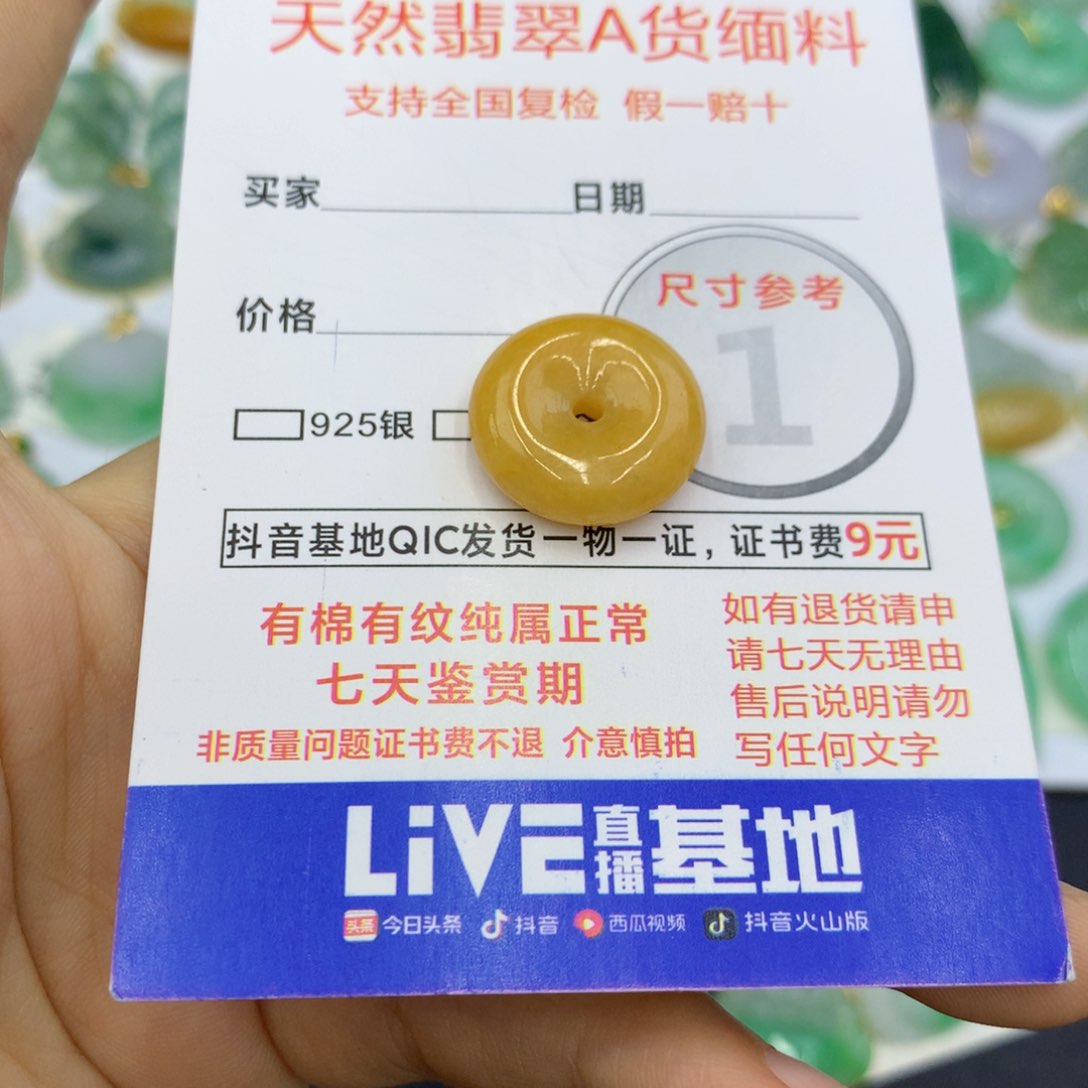 天然翡翠A货缅料
支持全国复检 假一赔十
买家 日期
价格
尺寸参考
1
925银
抖音基地QIC发货一物一证，证书费9元
有棉有纹纯属正常
七天鉴赏期
非质量问题证书费不退 介意慎拍
如有退货请申
请七天无理由
售后说明请勿
写任何文字
LiVE直播基地
头条 今日头条 抖音 西瓜视频 抖音火山版